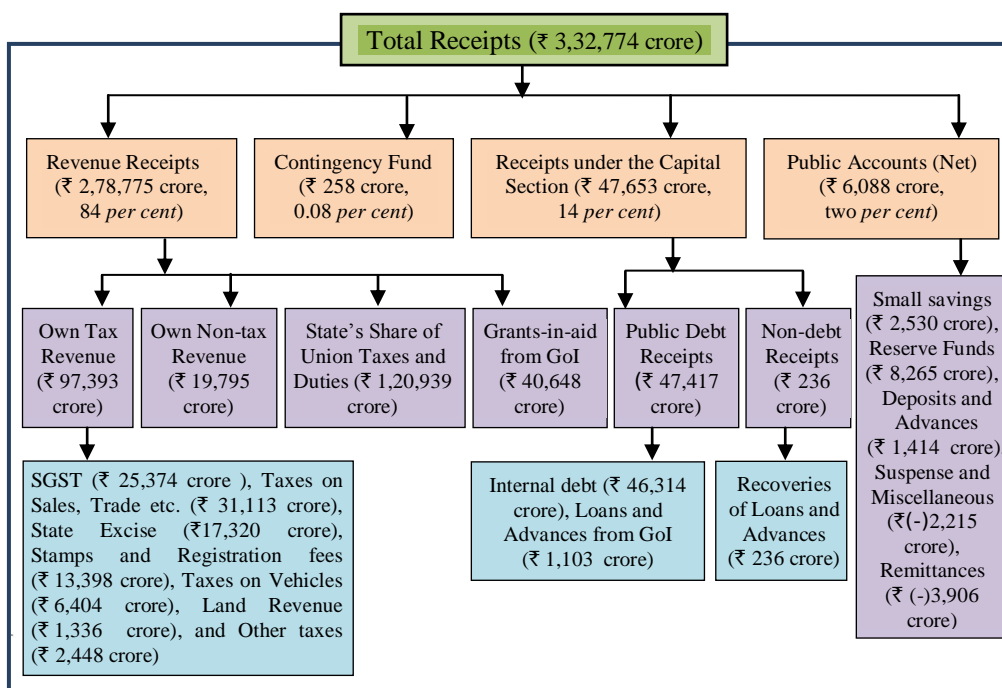 Total Receipts (₹ 3,32,774 crore)
Revenue Receipts
(₹ 2,78,775 crore,
84 per cent)
Contingency Fund
(₹ 258 crore,
0.08 per cent)
Receipts under the Capital
Section (₹ 47,653 crore,
14 per cent)
Public Accounts (Net)
(₹ 6,088 crore,
two per cent)
Own Tax
Revenue
(₹ 97,393
crore)
Own Non-tax
Revenue
(₹ 19,795
crore)
State's Share of
Union Taxes and
Duties (₹ 1,20,939
crore)
Grants-in-aid
from GoI
(₹ 40,648
crore)
Public Debt
Receipts
(₹ 47,417
crore)
Non-debt
Receipts
(₹ 236
crore)
Small savings
(₹ 2,530 crore),
Reserve Funds
(₹ 8,265 crore),
Deposits and
Advances
(₹ 1,414 crore)
Suspense and
Miscellaneous
(₹(-)2,215
crore),
Remittances
(₹ (-)3,906
crore)
SGST (₹ 25,374 crore ), Taxes on
Sales, Trade etc. (₹ 31,113 crore),
State Excise (₹17,320 crore),
Stamps and Registration fees
(₹ 13,398 crore), Taxes on Vehicles
(₹ 6,404 crore), Land Revenue
(₹ 1,336 crore), and Other taxes
(₹ 2,448 crore)
Internal debt (₹ 46,314
crore), Loans and
Advances from GoI
(₹ 1,103 crore)
Recoveries
of Loans and
Advances
(₹ 236 crore)